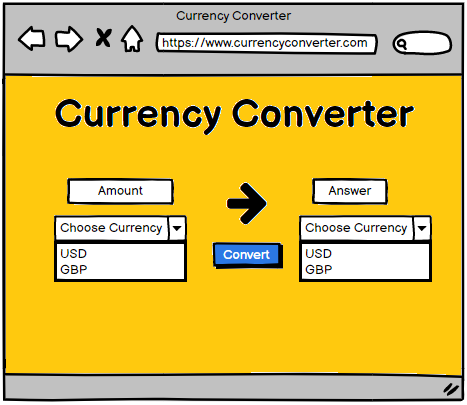 Currency Converter
https://www.currencyconverter.com
Currency Converter
Amount
Answer
Choose Currency
Choose Currency
Convert
USD
GBP
USD
GBP